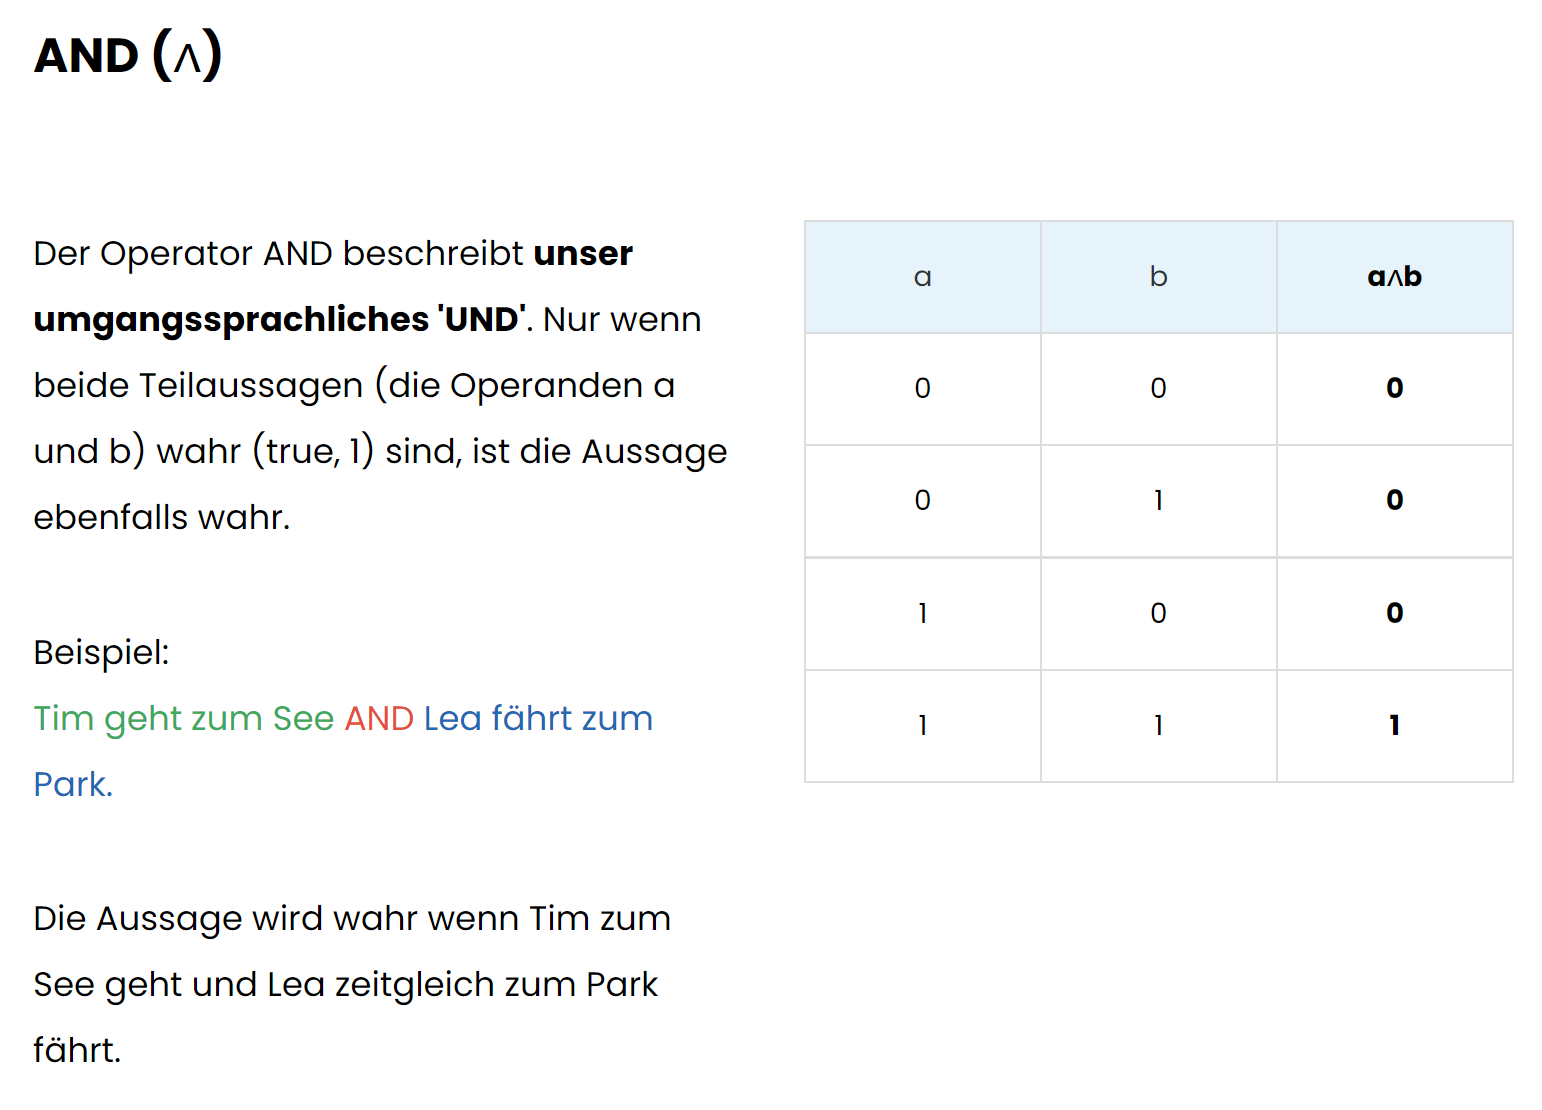 AND (∧)
Der Operator AND beschreibt unser
umgangssprachliches 'UND'. Nur wenn
beide Teilaussagen (die Operanden a
und b) wahr (true, 1) sind, ist die Aussage
ebenfalls wahr.
Beispiel:
Tim geht zum See AND Lea fährt zum
Park.
Die Aussage wird wahr wenn Tim zum
See geht und Lea zeitgleich zum Park
fährt.
a b a∧b
0 0 0
0 1 0
1 0 0
1 1 1